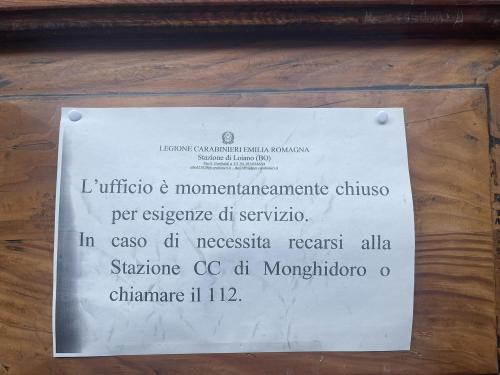 LEGIONE CARABINIERI EMILIA ROMAGNA
Stazione di Loiano (BO)
L'ufficio è momentaneamente chiuso
per esigenze di servizio.
In caso di necessita recarsi alla
Stazione CC di Monghidoro o
chiamare il 112.